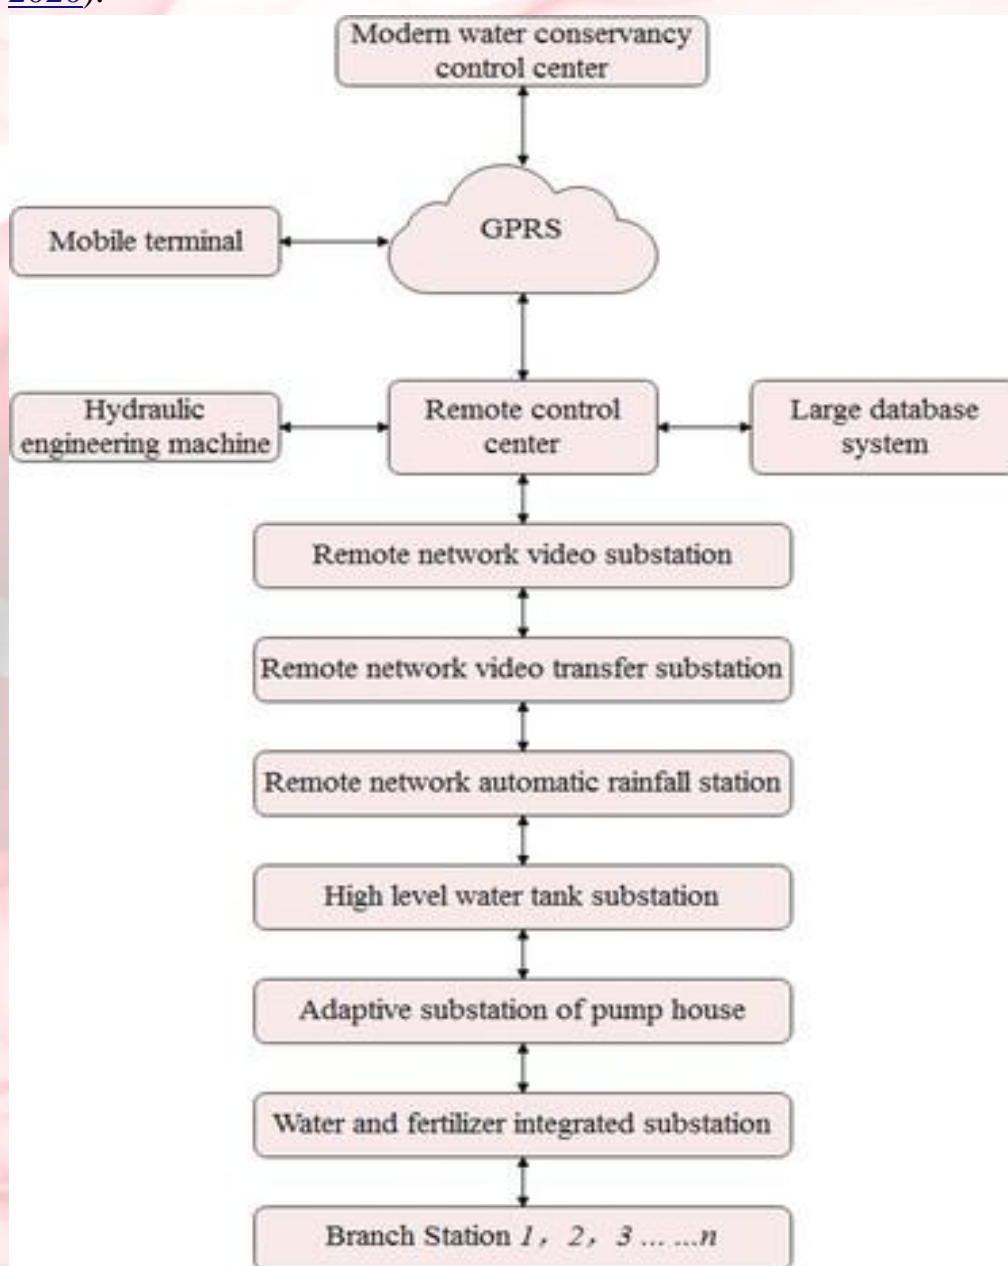 2020).
Modern water conservancy
control center
GPRS
Mobile terminal
Hydraulic
engineering machine
Remote control
center
Large database
system
Remote network video substation
Remote network video transfer substation
Remote network automatic rainfall station
High level water tank substation
Adaptive substation of pump house
Water and fertilizer integrated substation
Branch Station 1，2，3 ... ...n